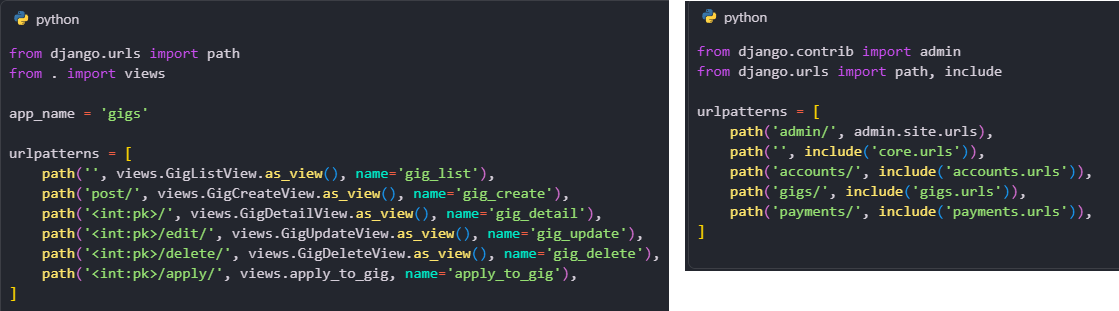 python
from django.urls import path
from . import views
app_name = 'gigs'
urlpatterns = [
    path('', views.GigListView.as_view(), name='gig_list'),
    path('post/', views.GigCreateView.as_view(), name='gig_create'),
    path('<int:pk>/', views.GigDetailView.as_view(), name='gig_detail'),
    path('<int:pk>/edit/', views.GigUpdateView.as_view(), name='gig_update'),
    path('<int:pk>/delete/', views.GigDeleteView.as_view(), name='gig_delete'),
    path('<int:pk>/apply/', views.apply_to_gig, name='apply_to_gig'),
]
python
from django.contrib import admin
from django.urls import path, include
urlpatterns = [
    path('admin/', admin.site.urls),
    path('', include('core.urls')),
    path('accounts/', include('accounts.urls')),
    path('gigs/', include('gigs.urls')),
    path('payments/', include('payments.urls')),
]